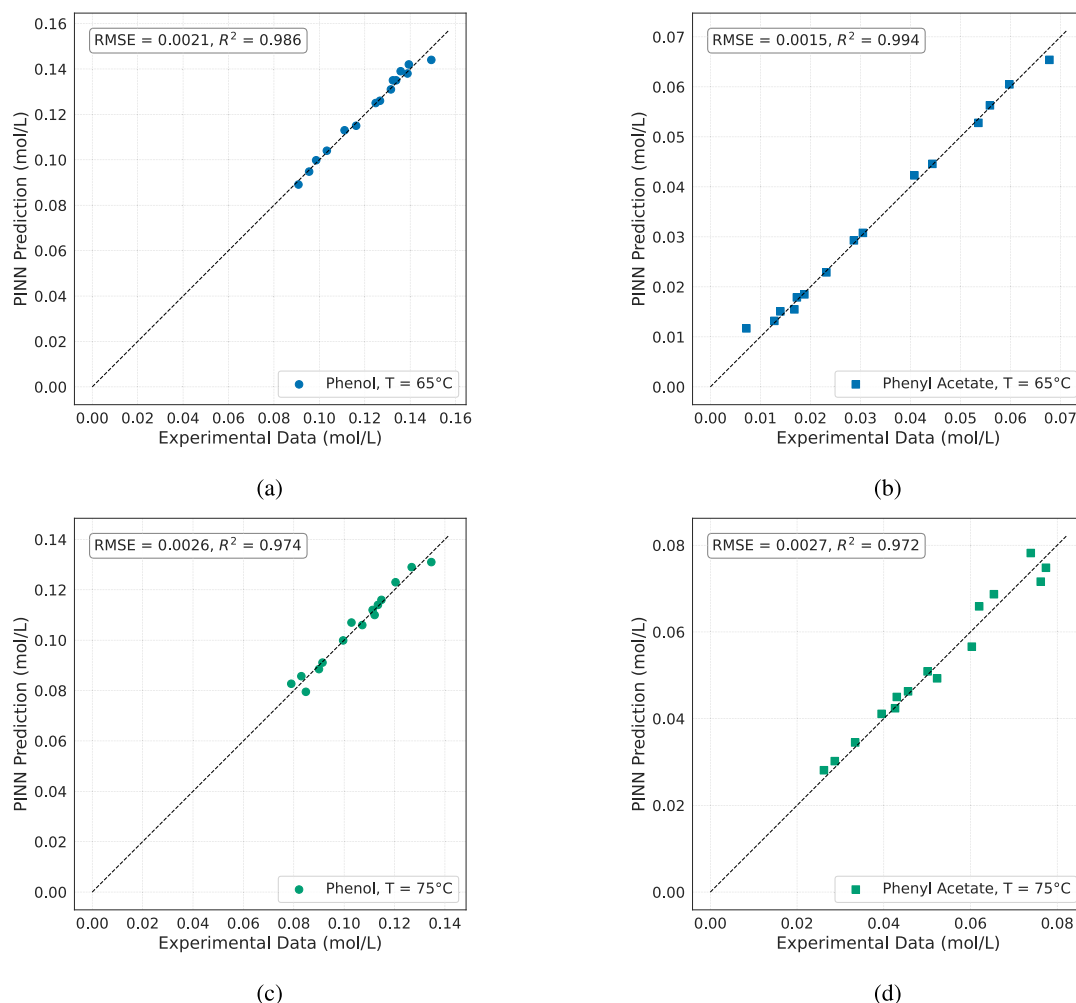 RMSE = 0.0021, R² = 0.986
PINN Prediction (mol/L)
0.16
0.14
0.12
0.10
0.08
0.06
0.04
0.02
0.00
Phenol, T = 65°C
0.00 0.02 0.04 0.06 0.08 0.10 0.12 0.14 0.16
Experimental Data (mol/L)
(a)
RMSE = 0.0015, R² = 0.994
PINN Prediction (mol/L)
0.07
0.06
0.05
0.04
0.03
0.02
0.01
0.00
Phenyl Acetate, T = 65°C
0.00 0.01 0.02 0.03 0.04 0.05 0.06 0.07
Experimental Data (mol/L)
(b)
RMSE = 0.0026, R² = 0.974
PINN Prediction (mol/L)
0.14
0.12
0.10
0.08
0.06
0.04
0.02
0.00
Phenol, T = 75°C
0.00 0.02 0.04 0.06 0.08 0.10 0.12 0.14
Experimental Data (mol/L)
(c)
RMSE = 0.0027, R² = 0.972
PINN Prediction (mol/L)
0.08
0.06
0.04
0.02
0.00
Phenyl Acetate, T = 75°C
0.00 0.02 0.04 0.06 0.08
Experimental Data (mol/L)
(d)